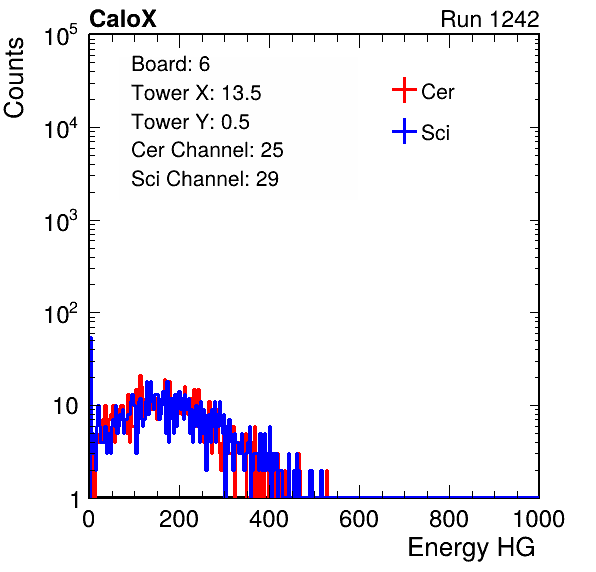 CaloX Run 1242
Counts
10^5
10^4
10^3
10^2
10
1
Board: 6
Tower X: 13.5
Tower Y: 0.5
Cer Channel: 25
Sci Channel: 29
Cer
Sci
0 200 400 600 800 1000
Energy HG